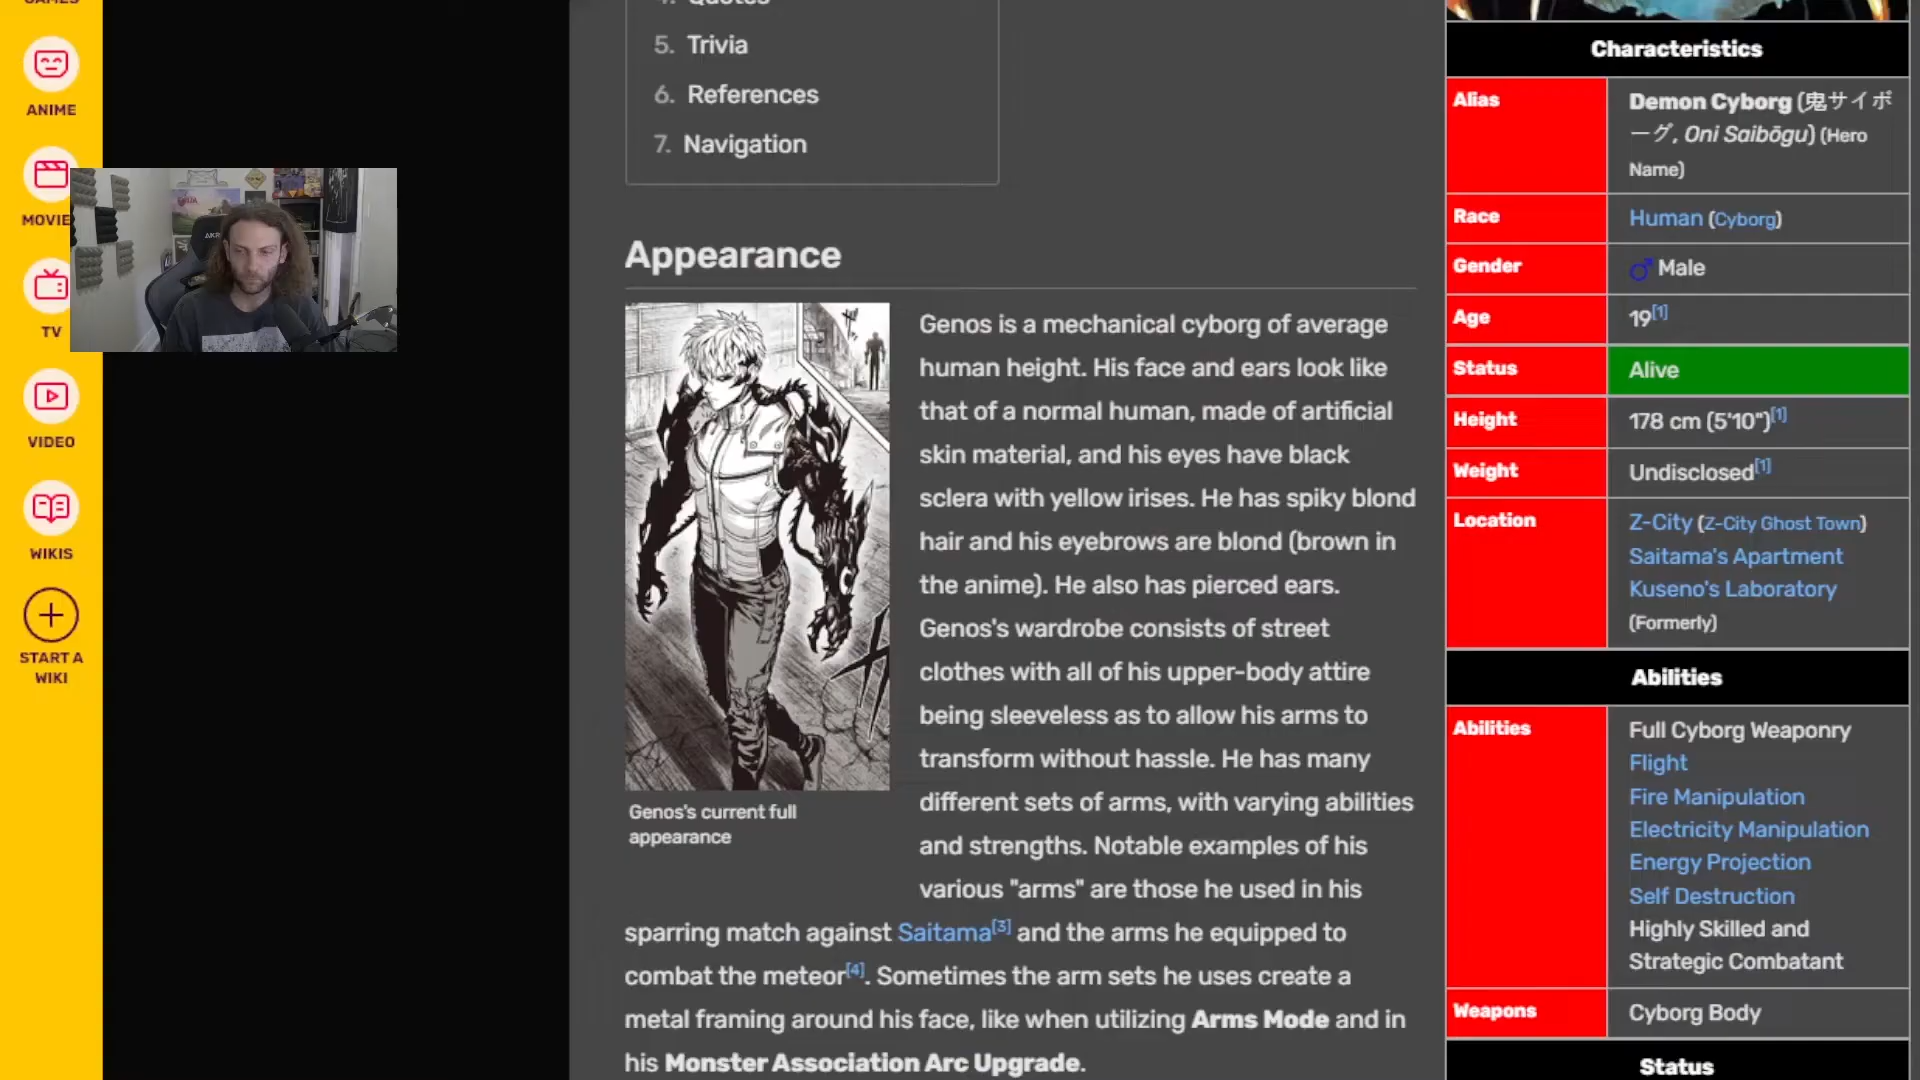 GAMES
ANIME
MOVIE
TV
VIDEO
WIKIS
START A
WIKI
4. Quotes
5. Trivia
6. References
7. Navigation
Appearance
Genos is a mechanical cyborg of average
human height. His face and ears look like
that of a normal human, made of artificial
skin material, and his eyes have black
sclera with yellow irises. He has spiky blond
hair and his eyebrows are blond (brown in
the anime). He also has pierced ears.
Genos's wardrobe consists of street
clothes with all of his upper-body attire
being sleeveless as to allow his arms to
transform without hassle. He has many
different sets of arms, with varying abilities
and strengths. Notable examples of his
various "arms" are those he used in his
sparring match against Saitama[3] and the arms he equipped to
combat the meteor[4]. Sometimes the arm sets he uses create a
metal framing around his face, like when utilizing Arms Mode and in
his Monster Association Arc Upgrade.
Genos's current full
appearance
Characteristics
Alias
Demon Cyborg (鬼サイボ
ーグ, Oni Saibōgu) (Hero
Name)
Race
Human (Cyborg)
Gender
♂ Male
Age
19[1]
Status
Alive
Height
178 cm (5'10")[1]
Weight
Undisclosed[1]
Location
Z-City (Z-City Ghost Town)
Saitama's Apartment
Kuseno's Laboratory
(Formerly)
Abilities
Abilities
Full Cyborg Weaponry
Flight
Fire Manipulation
Electricity Manipulation
Energy Projection
Self Destruction
Highly Skilled and
Strategic Combatant
Weapons
Cyborg Body
Status